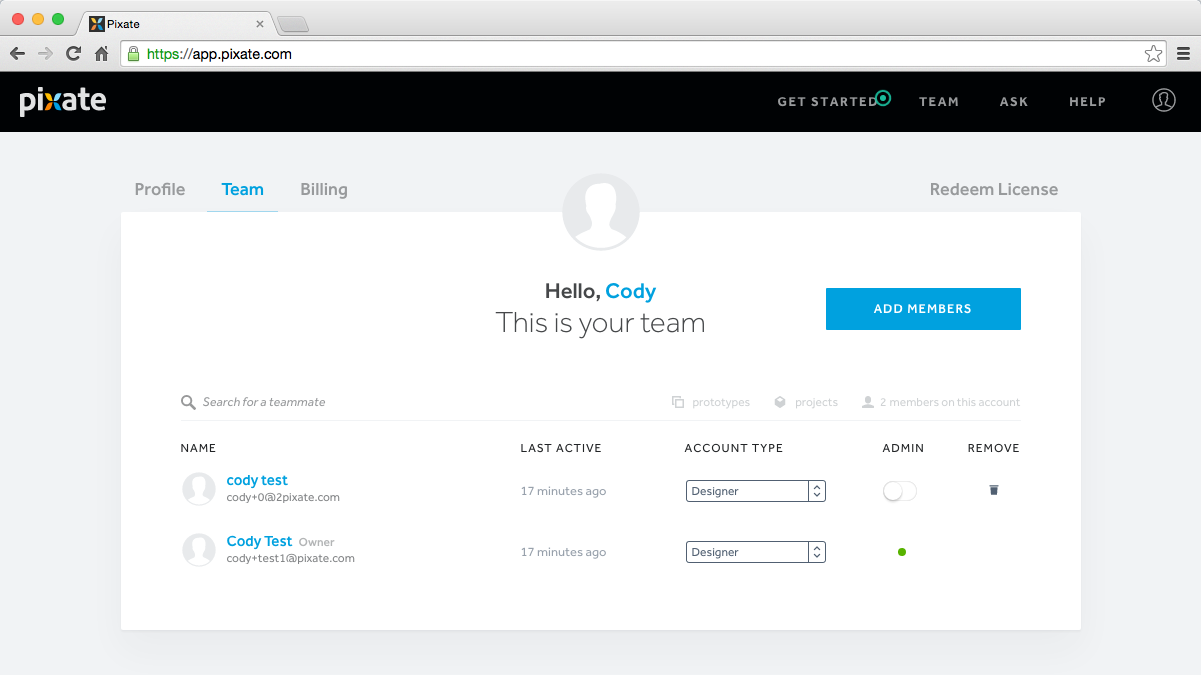 Pixate
https://app.pixate.com
pixate
GET STARTED TEAM ASK HELP
Profile Team Billing Redeem License
Hello, Cody
This is your team
ADD MEMBERS
Search for a teammate prototypes projects 2 members on this account
NAME LAST ACTIVE ACCOUNT TYPE ADMIN REMOVE
cody test
cody+0@2pixate.com
17 minutes ago Designer
Cody Test Owner
cody+test1@pixate.com
17 minutes ago Designer